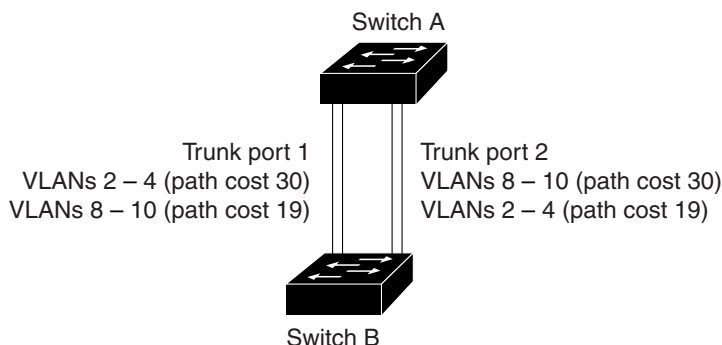 Switch A
Trunk port 1
VLANs 2 – 4 (path cost 30)
VLANs 8 – 10 (path cost 19)
Trunk port 2
VLANs 8 – 10 (path cost 30)
VLANs 2 – 4 (path cost 19)
Switch B